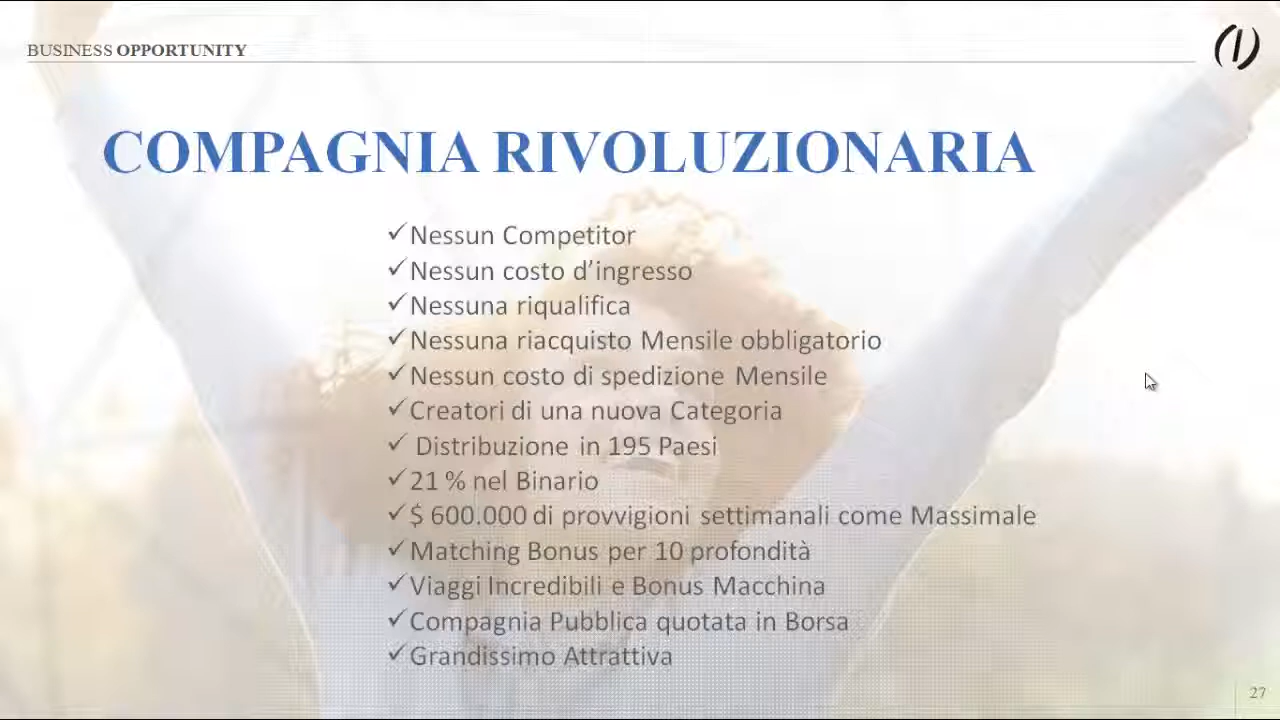 BUSINESS OPPORTUNITY
COMPAGNIA RIVOLUZIONARIA
✓Nessun Competitor
✓Nessun costo d’ingresso
✓Nessuna riqualifica
✓Nessuna riacquisto Mensile obbligatorio
✓Nessun costo di spedizione Mensile
✓Creatori di una nuova Categoria
✓ Distribuzione in 195 Paesi
✓21 % nel Binario
✓$ 600.000 di provvigioni settimanali come Massimale
✓Matching Bonus per 10 profondità
✓Viaggi Incredibili e Bonus Macchina
✓Compagnia Pubblica quotata in Borsa
✓Grandissimo Attrattiva
27